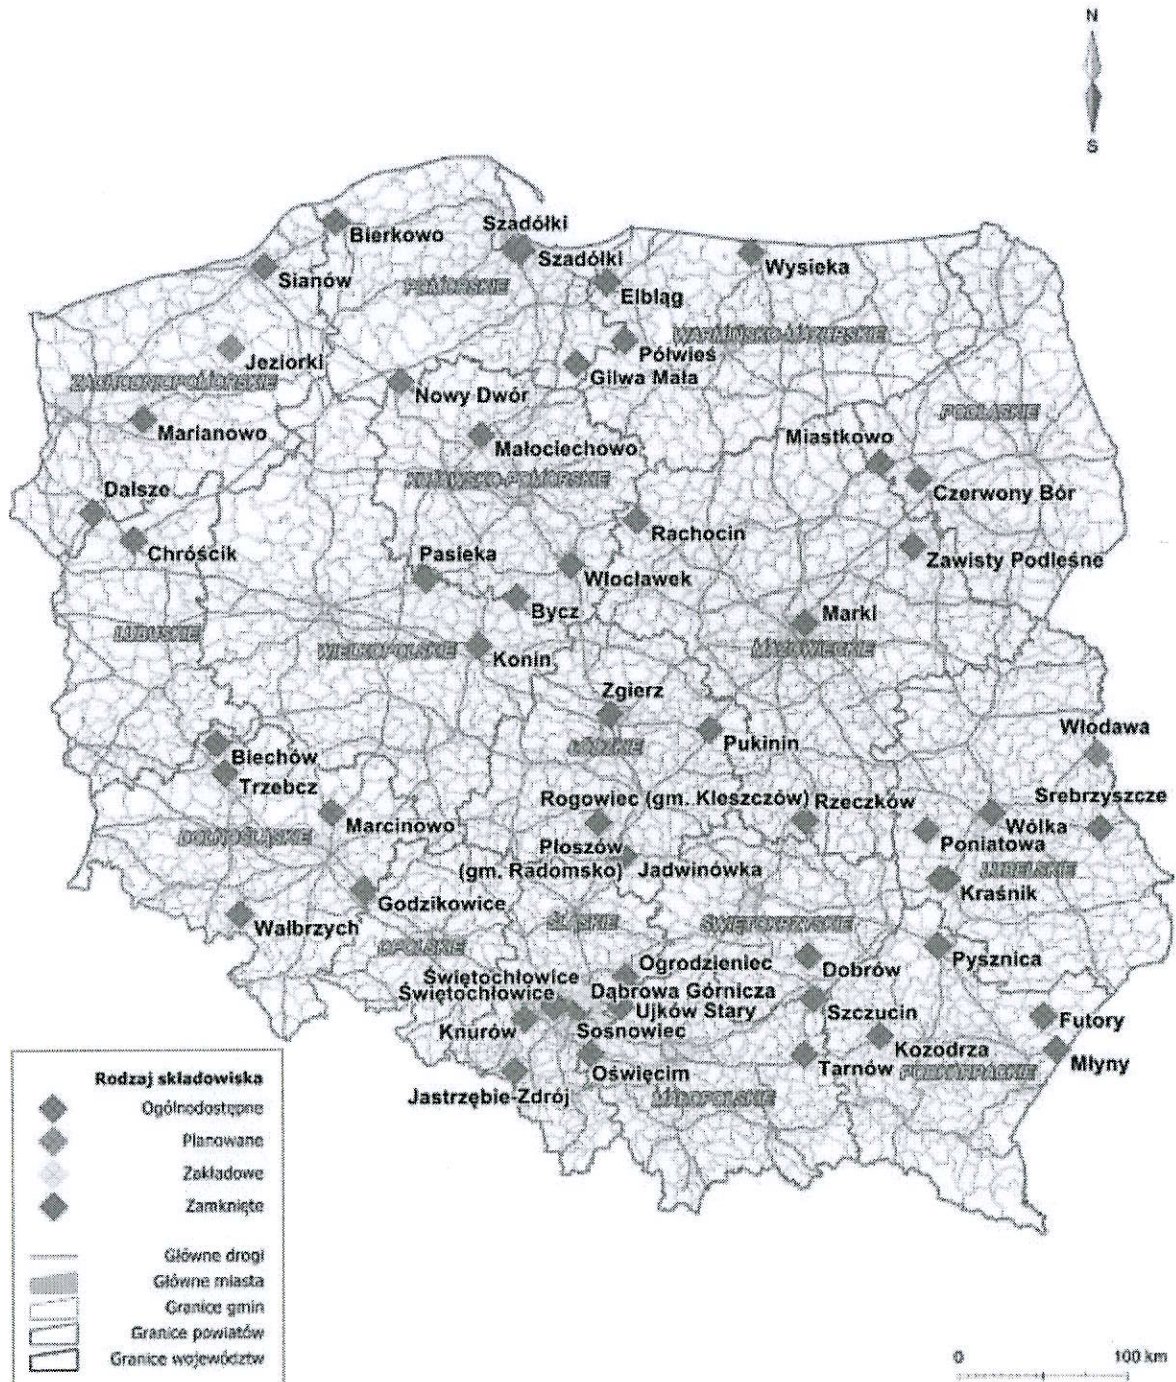 N
S
Szadółki
Bierkowo
Szadółki
Wysieka
Sianów
POMORSKIE
Elbląg
WARMIŃSKO-MAZURSKIE
Półwieś
Jeziorki
Gilwa Mała
ZACHODNIOPOMORSKIE
Nowy Dwór
PODLASKIE
Marianowo
Miastkowo
Małociechowo
KUJAWSKO-POMORSKIE
Dalsze
Czerwony Bór
Rachocin
Chróścik
Pasieka
Zawisty Podleśne
Włocławek
Bycz
Marki
LUBUSKIE
WIELKOPOLSKIE
Konin
MAZOWIECKIE
Zgierz
Włodawa
ŁÓDZKIE
Pukinin
Biechów
Trzebcz
Srebrzyszcze
Rogowiec (gm. Kleszczów)
Rzeczków
Marcinowo
Wólka
DOLNOŚLĄSKIE
Płoszów
Poniatowa
(gm. Radomsko)
Jadwinówka
LUBELSKIE
Kraśnik
Godzikowice
Wałbrzych
ŚLĄSKIE
ŚWIĘTOKRZYSKIE
OPOLSKIE
Pysznica
Ogrodzieniec
Dobrów
Świętochłowice
Dąbrowa Górnicza
Świętochłowice
Ujków Stary
Szczucin
Futory
Knurów
Sosnowiec
Kozodrza
Młyny
Oświęcim
Tarnów
PODKARPACKIE
Jastrzębie-Zdrój
MAŁOPOLSKIE
Rodzaj składowiska
Ogólnodostępne
Planowane
Zakładowe
Zamknięte
Główne drogi
Główne miasta
Granice gmin
Granice powiatów
Granice województw
0 100 km